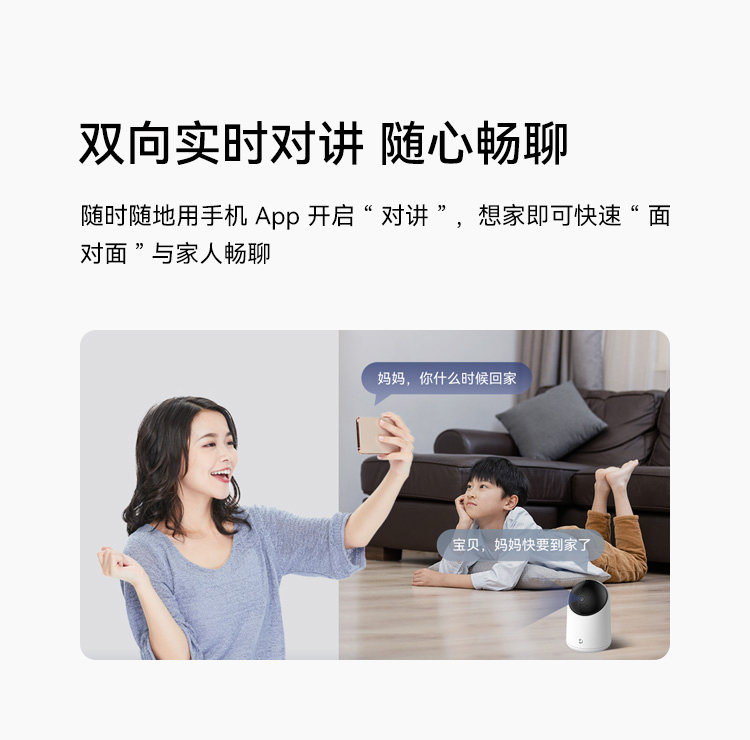 双向实时对讲 随心畅聊
随时随地用手机 App 开启 “ 对讲 ” ，想家即可快速 “ 面
对面 ” 与家人畅聊
妈妈，你什么时候回家
宝贝，妈妈快要到家了